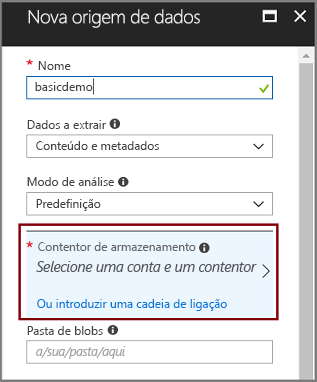 Nova origem de dados
* Nome
basicdemo
Dados a extrair
Conteúdo e metadados
Modo de análise
Predefinição
* Contentor de armazenamento
Selecione uma conta e um contentor
Ou introduzir uma cadeia de ligação
Pasta de blobs
a/sua/pasta/aqui